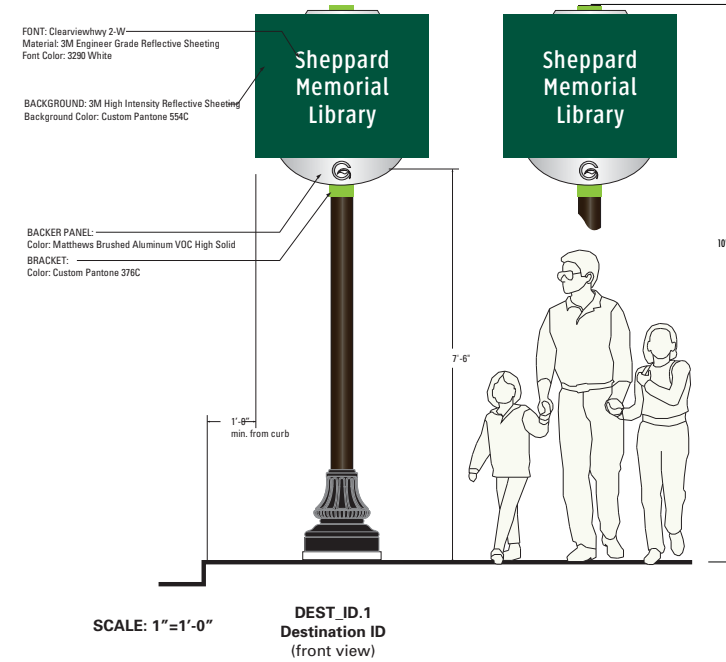 FONT: Clearviewhwy 2-W
Material: 3M Engineer Grade Reflective Sheeting
Font Color: 3290 White
BACKGROUND: 3M High Intensity Reflective Sheeting
Background Color: Custom Pantone 554C
Sheppard
Memorial
Library
Sheppard
Memorial
Library
G
G
BACKER PANEL:
Color: Matthews Brushed Aluminum VOC High Solid
BRACKET:
Color: Custom Pantone 376C
10'
7'-6"
1'-0"
min. from curb
SCALE: 1"=1'-0"
DEST_ID.1
Destination ID
(front view)